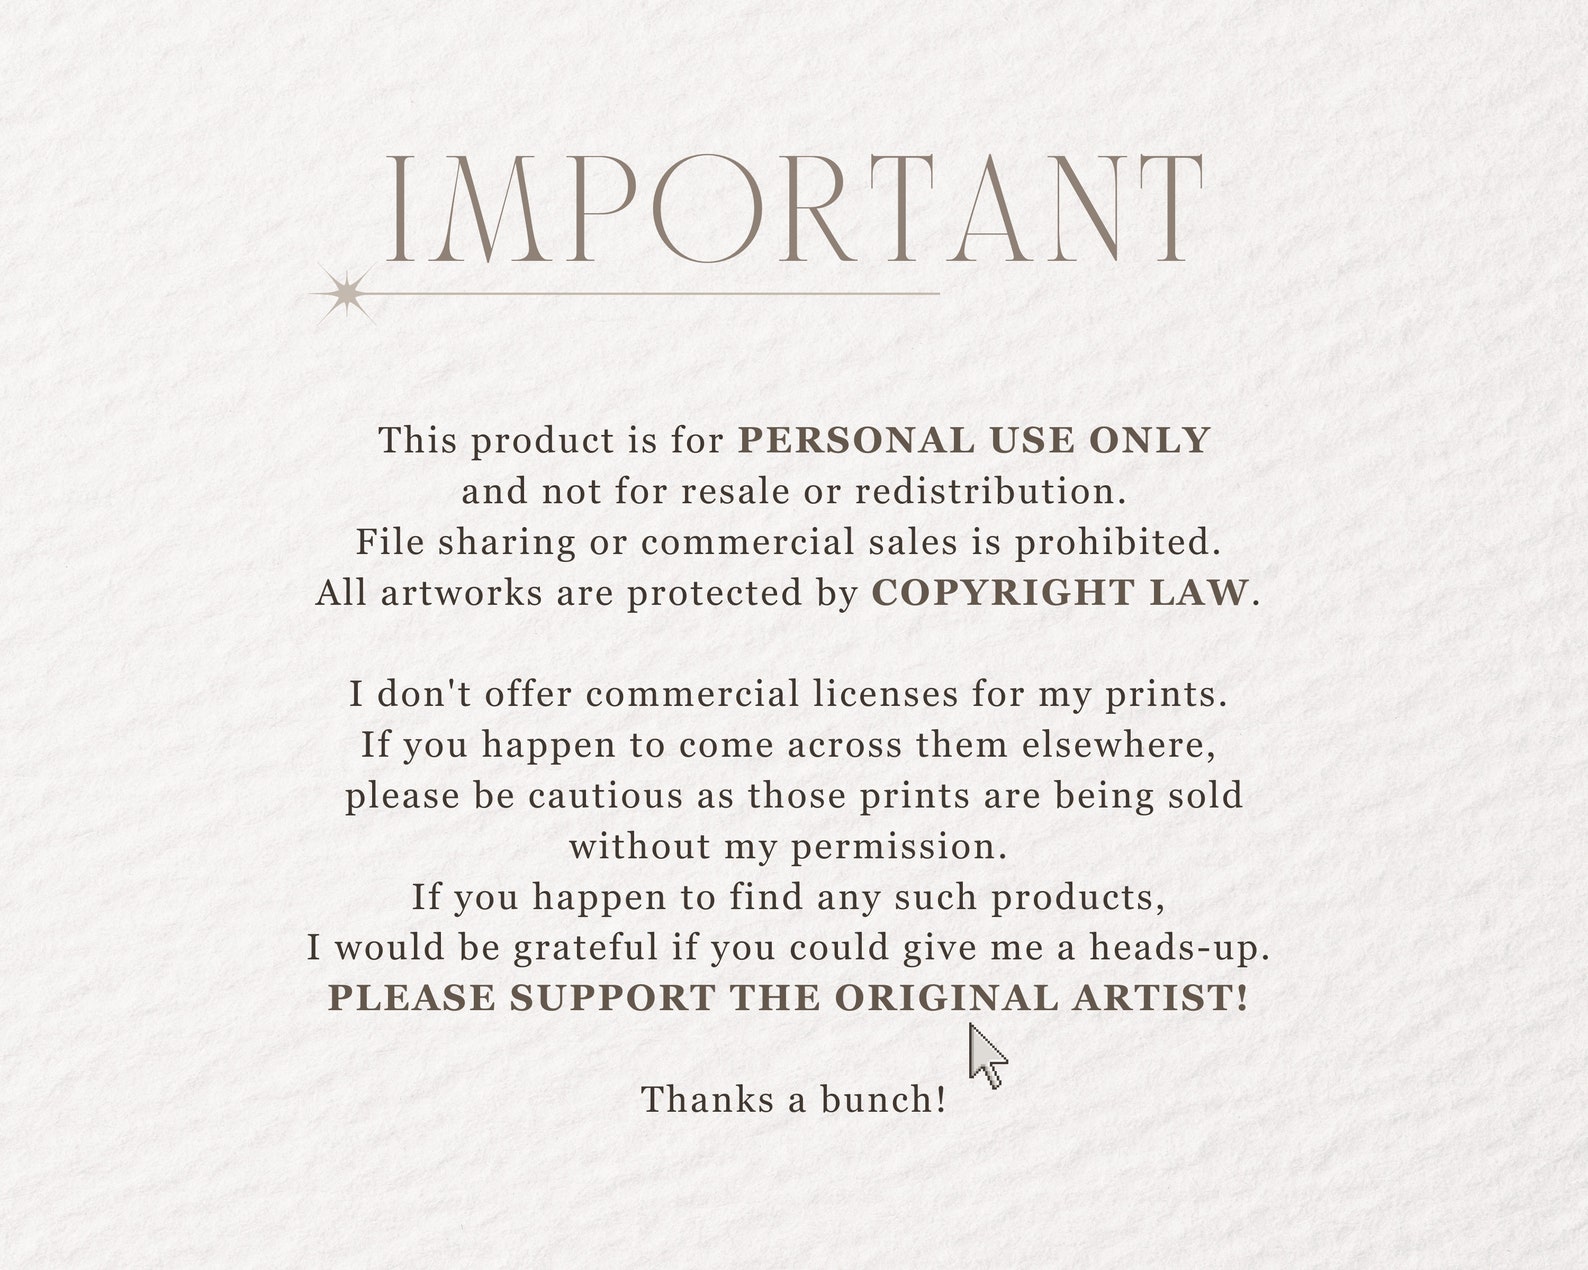 IMPORTANT
This product is for PERSONAL USE ONLY
and not for resale or redistribution.
File sharing or commercial sales is prohibited.
All artworks are protected by COPYRIGHT LAW.
I don't offer commercial licenses for my prints.
If you happen to come across them elsewhere,
please be cautious as those prints are being sold
without my permission.
If you happen to find any such products,
I would be grateful if you could give me a heads-up.
PLEASE SUPPORT THE ORIGINAL ARTIST!
Thanks a bunch!